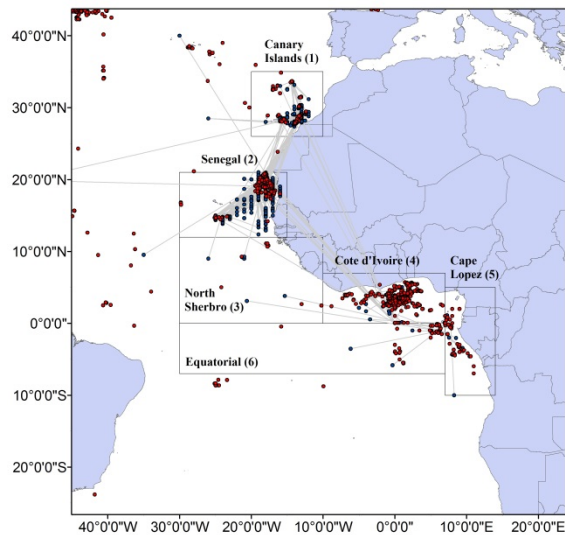 40°0'0"N
Canary
Islands (1)
30°0'0"N
Senegal (2)
20°0'0"N
10°0'0"N
Cote d'Ivoire (4)
Cape
Lopez (5)
North
Sherbro (3)
0°0'0"
Equatorial (6)
10°0'0"S
20°0'0"S
40°0'0"W 30°0'0"W 20°0'0"W 10°0'0"W 0°0'0" 10°0'0"E 20°0'0"E